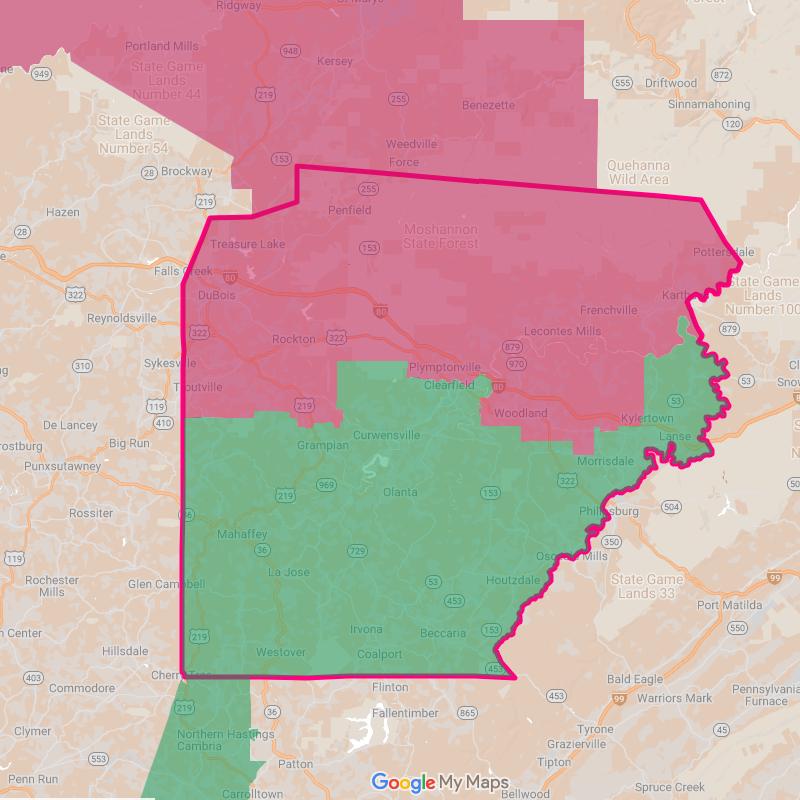 Ridgway
Portland Mills
948
Kersey
949
State Game
Lands
Number 44
219
255
Benezette
555
Driftwood
872
Sinnamahoning
120
State Game
Lands
Number 54
Weedville
Force
153
28
Brockway
Quehanna
Wild Area
219
255
Hazen
Penfield
28
Moshannon
State Forest
Treasure Lake
153
Pottersdale
Falls Creek
80
322
DuBois
State Game
Lands
Number 100
Karth
Frenchville
Reynoldsville
80
322
Rockton
322
Lecontes Mills
879
879
970
310
Sykesville
Plymptonville
Troutville
Clearfield
80
53
53
119
219
Woodland
410
De Lancey
Kylertown
Curwensville
Lanse
Big Run
Grampian
Punxsutawney
Morrisdale
969
322
219
Olanta
153
504
Rossiter
36
Philipsburg
Mahaffey
350
36
729
119
Osceola Mills
La Jose
Rochester
Mills
Glen Campbell
53
Houtzdale
State Game
Lands 33
99
453
Port Matilda
219
Irvona
Beccaria
153
550
Hillsdale
Westover
Coalport
453
Cherry Tree
403
Commodore
Flinton
Bald Eagle
219
36
Fallentimber
865
453
99
Warriors Mark
Pennsylvania
Furnace
Clymer
Northern Hastings
Cambria
Tyrone
45
Grazierville
553
Patton
Tipton
Penn Run
Google My Maps
Carrolltown
Bellwood
Spruce Creek